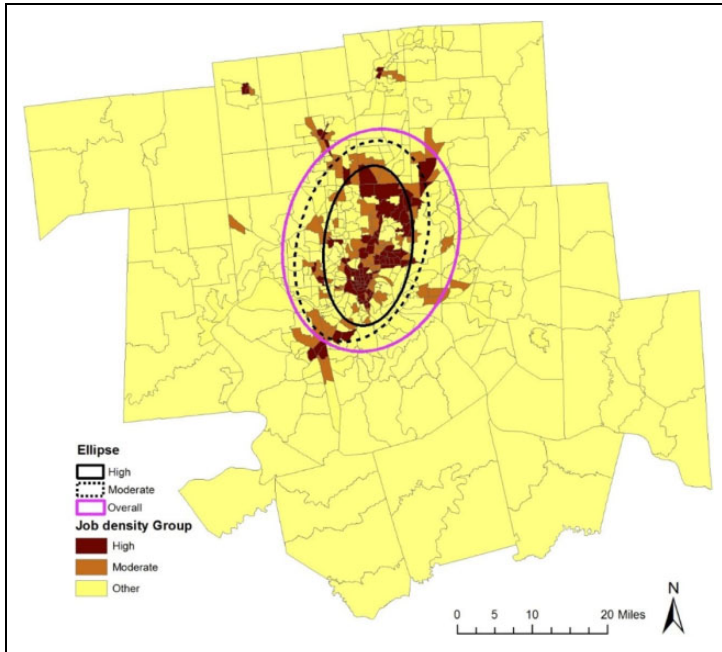 Ellipse
High
Moderate
Overall
Job density Group
High
Moderate
Other
N
0 5 10 20 Miles